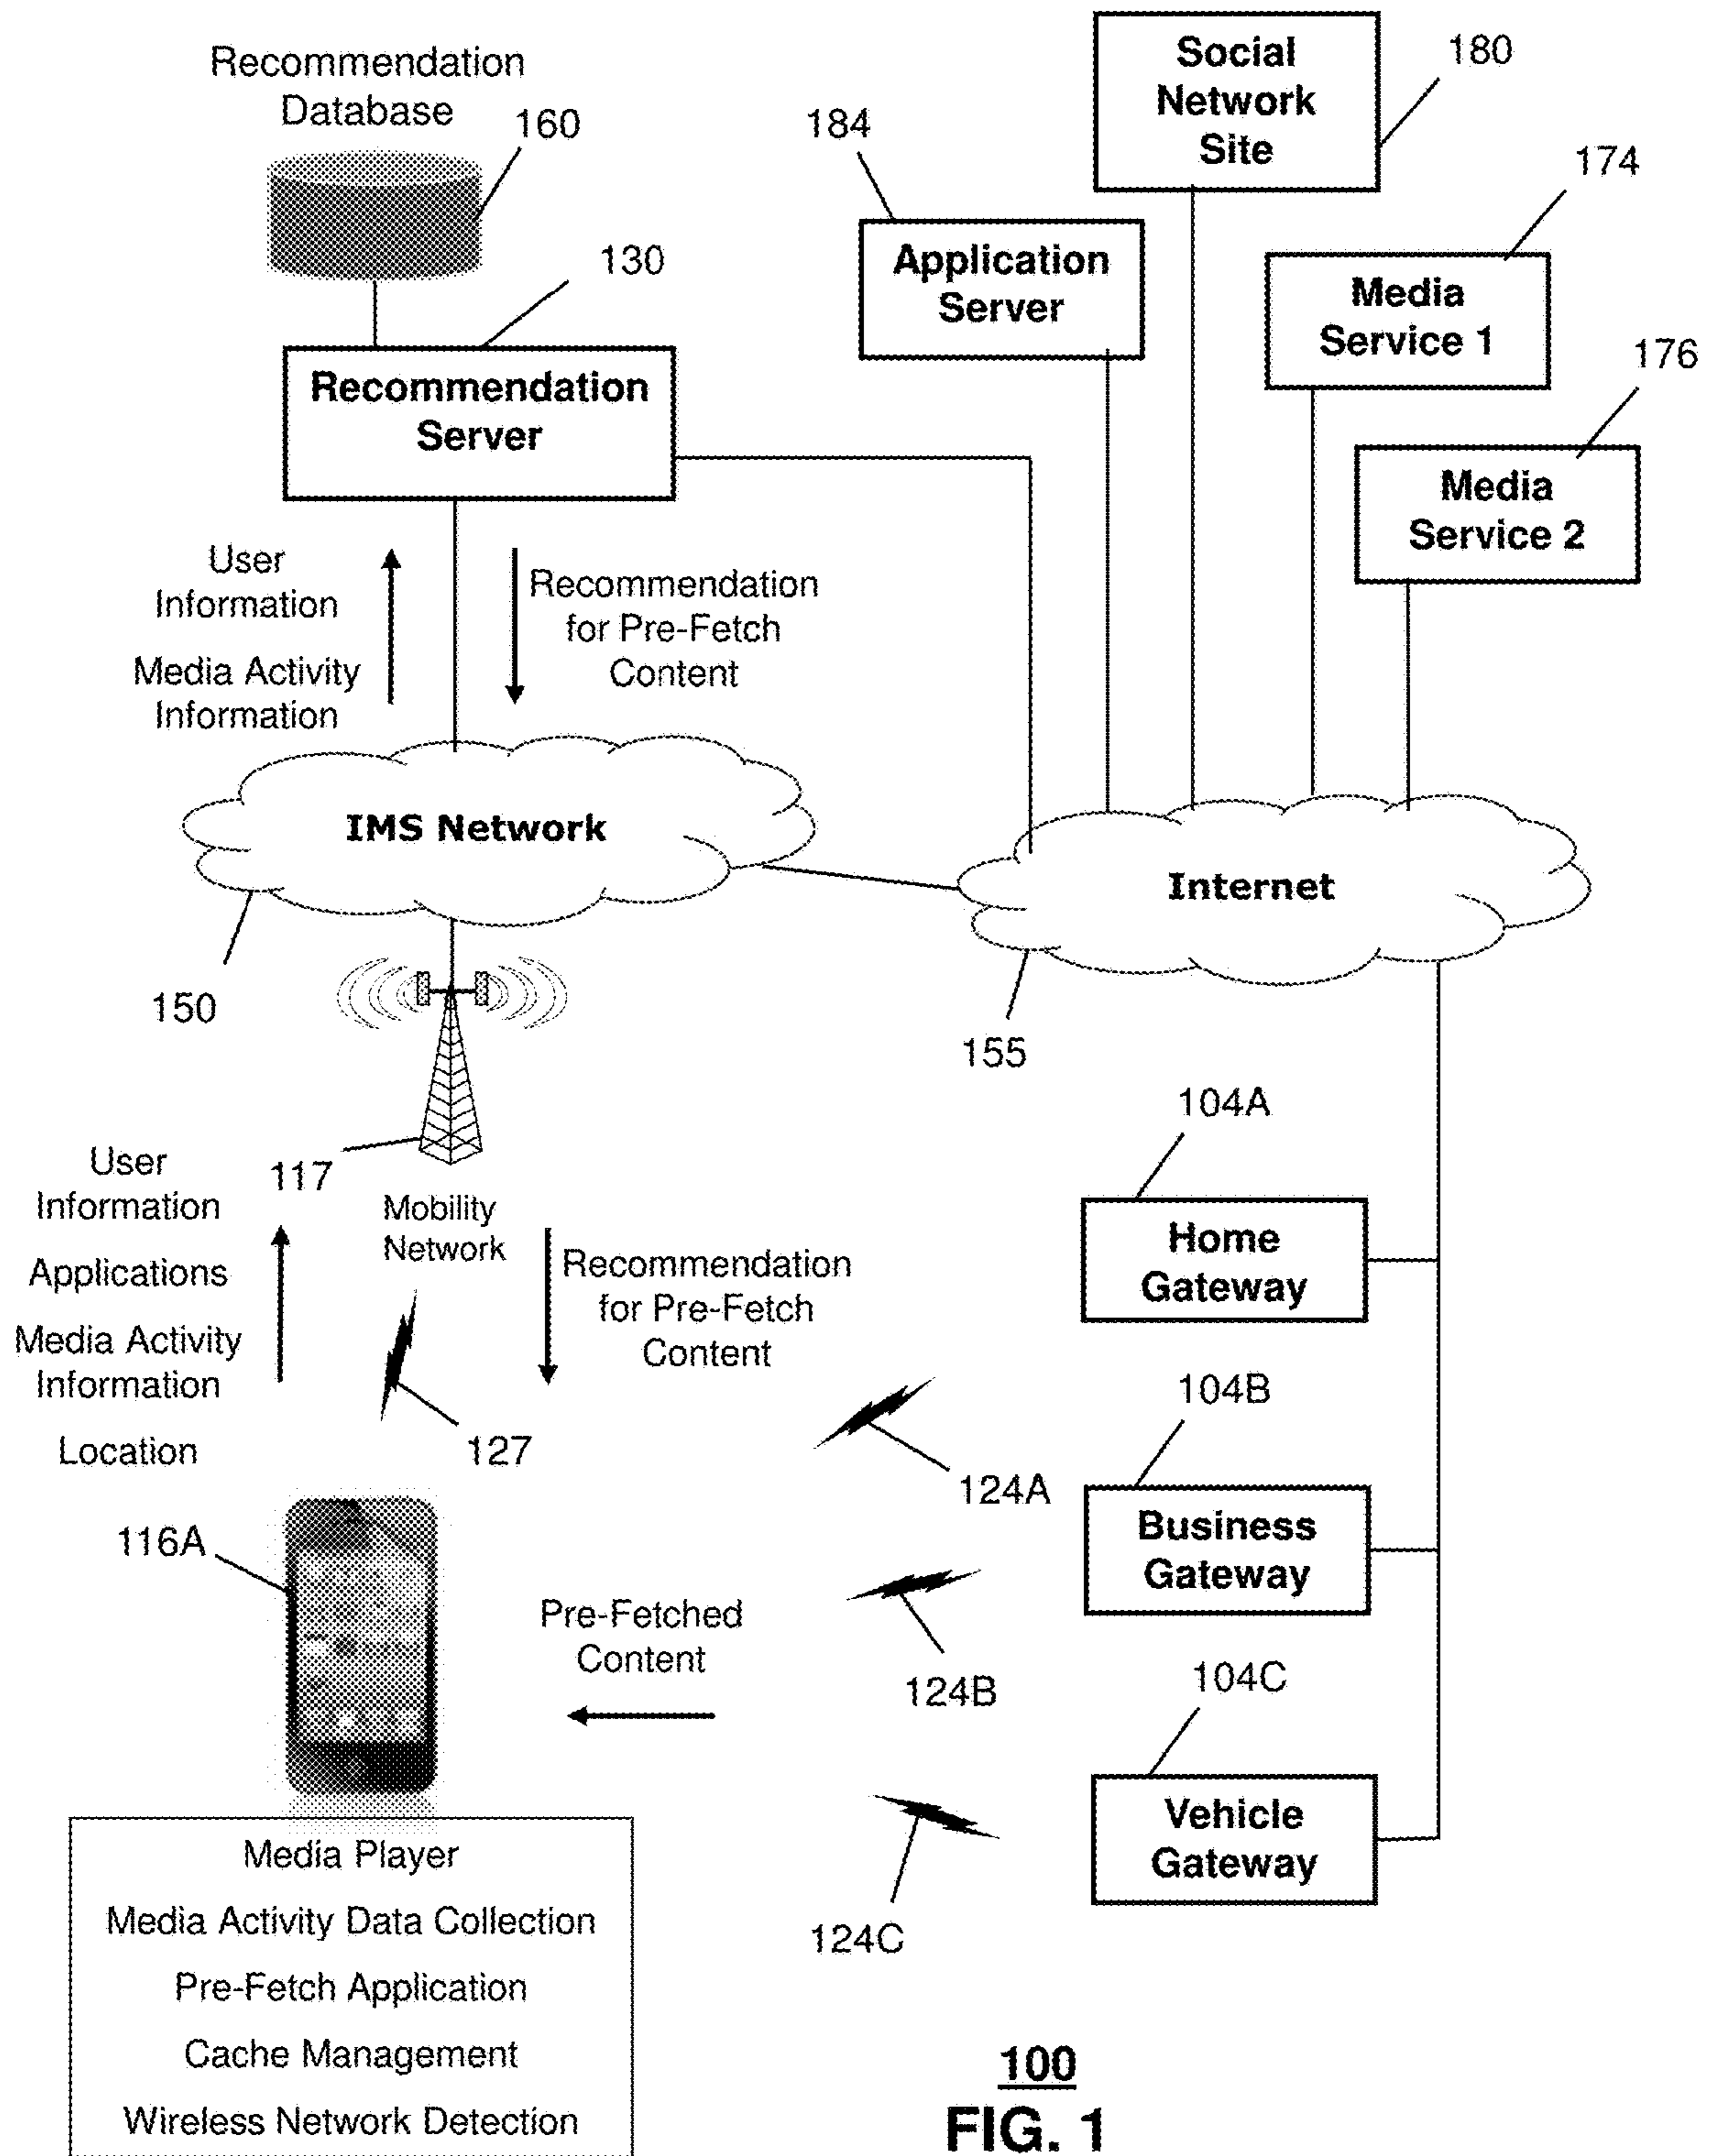 Recommendation
Database
160
130
Recommendation
Server
184
Application
Server
Social
Network
Site
180
174
Media
Service 1
176
Media
Service 2
User
Information
Media Activity
Information
Recommendation
for Pre-Fetch
Content
IMS Network
150
Internet
155
117
Mobility
Network
User
Information
Applications
Media Activity
Information
Location
Recommendation
for Pre-Fetch
Content
127
104A
Home
Gateway
124A
104B
Business
Gateway
124B
104C
Vehicle
Gateway
124C
116A
Pre-Fetched
Content
Media Player
Media Activity Data Collection
Pre-Fetch Application
Cache Management
Wireless Network Detection
100
FIG. 1